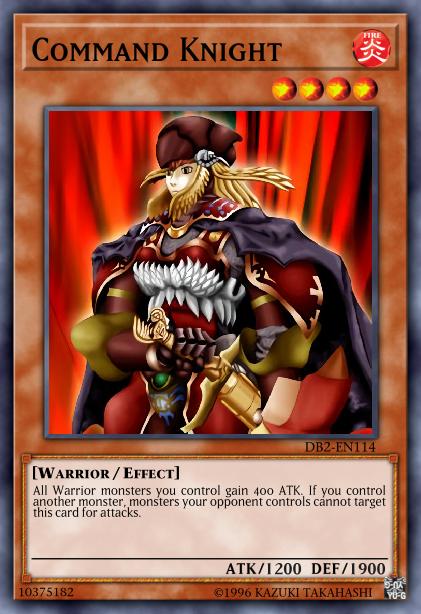 COMMAND KNIGHT
FIRE
炎
DB2-EN114
[WARRIOR / EFFECT]
All Warrior monsters you control gain 400 ATK. If you control
another monster, monsters your opponent controls cannot target
this card for attacks.
ATK/1200 DEF/1900
10375182 ©1996 KAZUKI TAKAHASHI